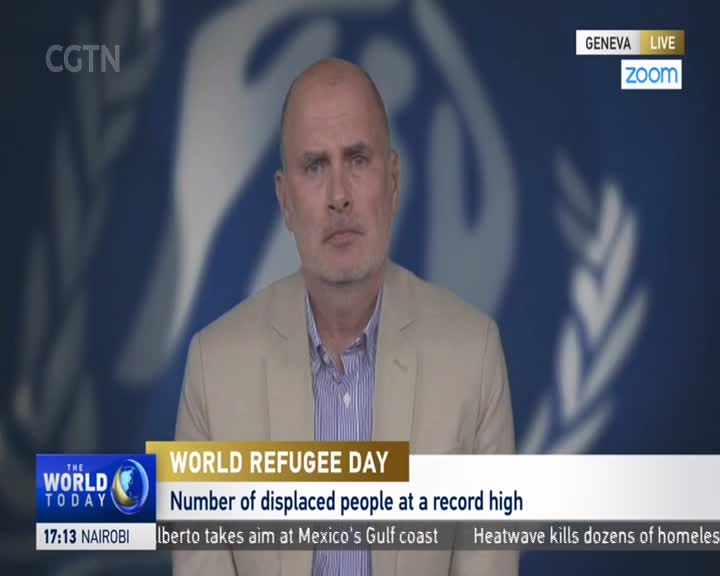 CGTN
GENEVA LIVE
zoom
WORLD REFUGEE DAY
THE WORLD TODAY
Number of displaced people at a record high
17:13 NAIROBI
lberto takes aim at Mexico's Gulf coast Heatwave kills dozens of homeles